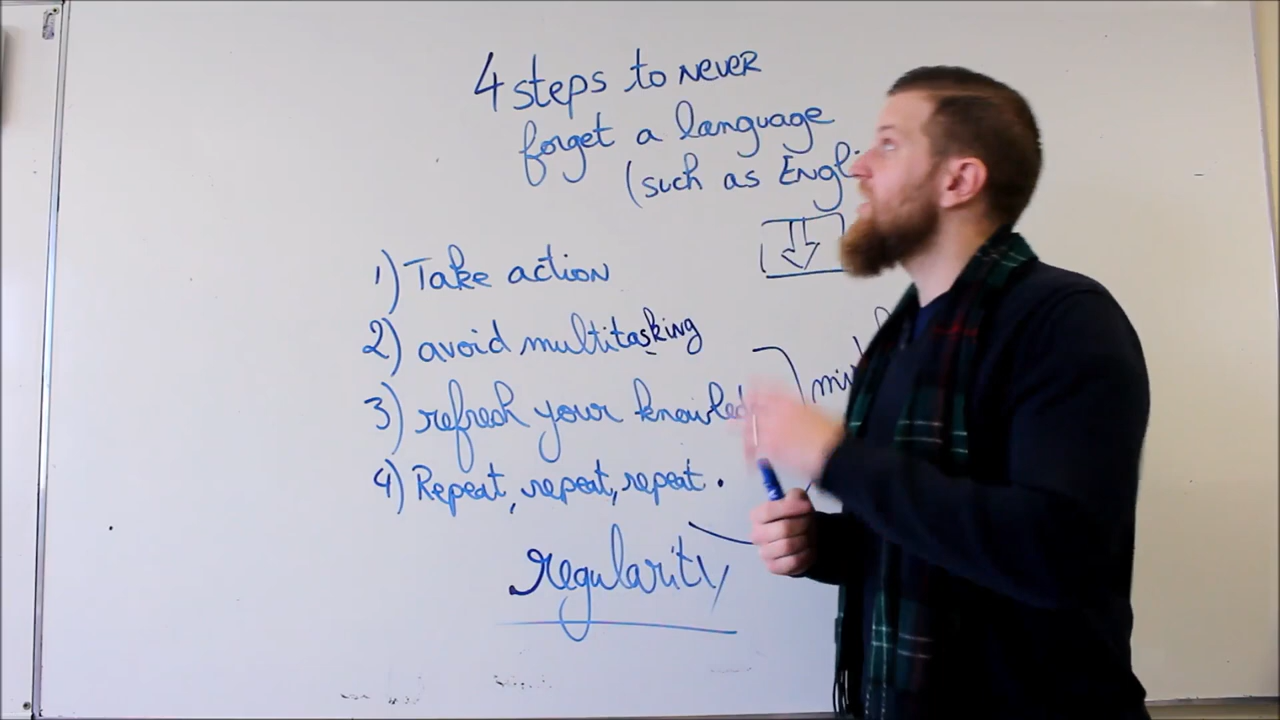 4 steps to never
forget a language
(such as Engli
1) Take action
2) avoid multitasking
3) refresh your knowled
4) Repeat, repeat, repeat.
regularity